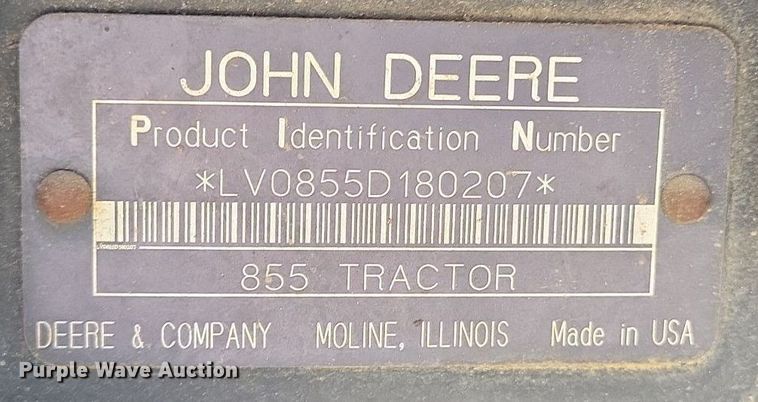 JOHN DEERE
Product Identification Number
*LV0855D180207*
855 TRACTOR
DEERE & COMPANY MOLINE, ILLINOIS Made in USA
Purple Wave Auction